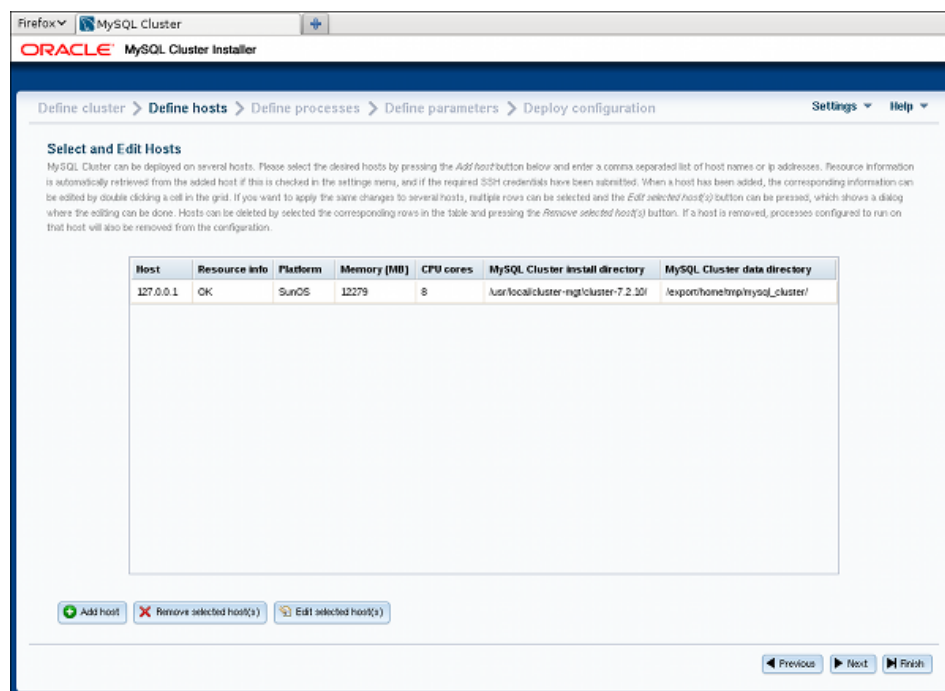 Firefox MySQL Cluster
ORACLE MySQL Cluster Installer
Define cluster Define hosts Define processes Define parameters Deploy configuration Settings Help
Select and Edit Hosts
MySQL Cluster can be deployed on several hosts. Please select the desired hosts by pressing the Add host button below and enter a comma separated list of host names or ip addresses. Resource information
is automatically retrieved from the added host if this is checked in the settings menu, and if the required SSH credentials have been submitted. When a host has been added, the corresponding information can
be edited by double clicking a cell in the grid. If you want to apply the same changes to several hosts, multiple rows can be selected and the Edit selected host(s) button can be pressed, which shows a dialog
where the editing can be done. Hosts can be deleted by selected the corresponding rows in the table and pressing the Remove selected host(s) button. If a host is removed, processes configured to run on
that host will also be removed from the configuration.
Host Resource info Platform Memory [MB] CPU cores MySQL Cluster install directory MySQL Cluster data directory
127.0.0.1 OK SunOS 12279 8 /usr/local/cluster-mgt/cluster-7.2.10/ /export/home/tmp/mysql_cluster/
Add host Remove selected host(s) Edit selected host(s)
Previous Next Finish